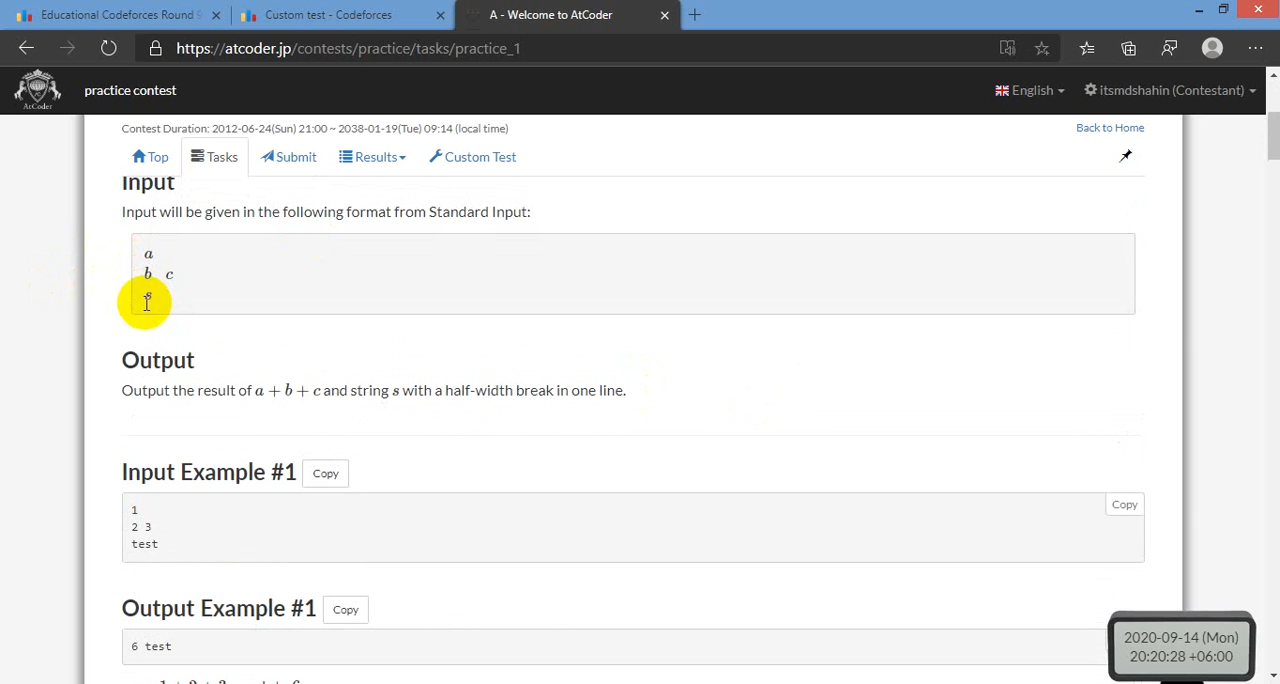 Educational Codeforces Round 9
Custom test - Codeforces
A - Welcome to AtCoder
https://atcoder.jp/contests/practice/tasks/practice_1
AtCoder
practice contest
English
itsmdshahin (Contestant)
Contest Duration: 2012-06-24(Sun) 21:00 ~ 2038-01-19(Tue) 09:14 (local time)
Back to Home
Top
Tasks
Submit
Results
Custom Test
Input
Input will be given in the following format from Standard Input:
a
b c
s
Output
Output the result of a + b + c and string s with a half-width break in one line.
Input Example #1
Copy
Copy
1
2 3
test
Output Example #1
Copy
6 test
2020-09-14 (Mon)
20:20:28 +06:00